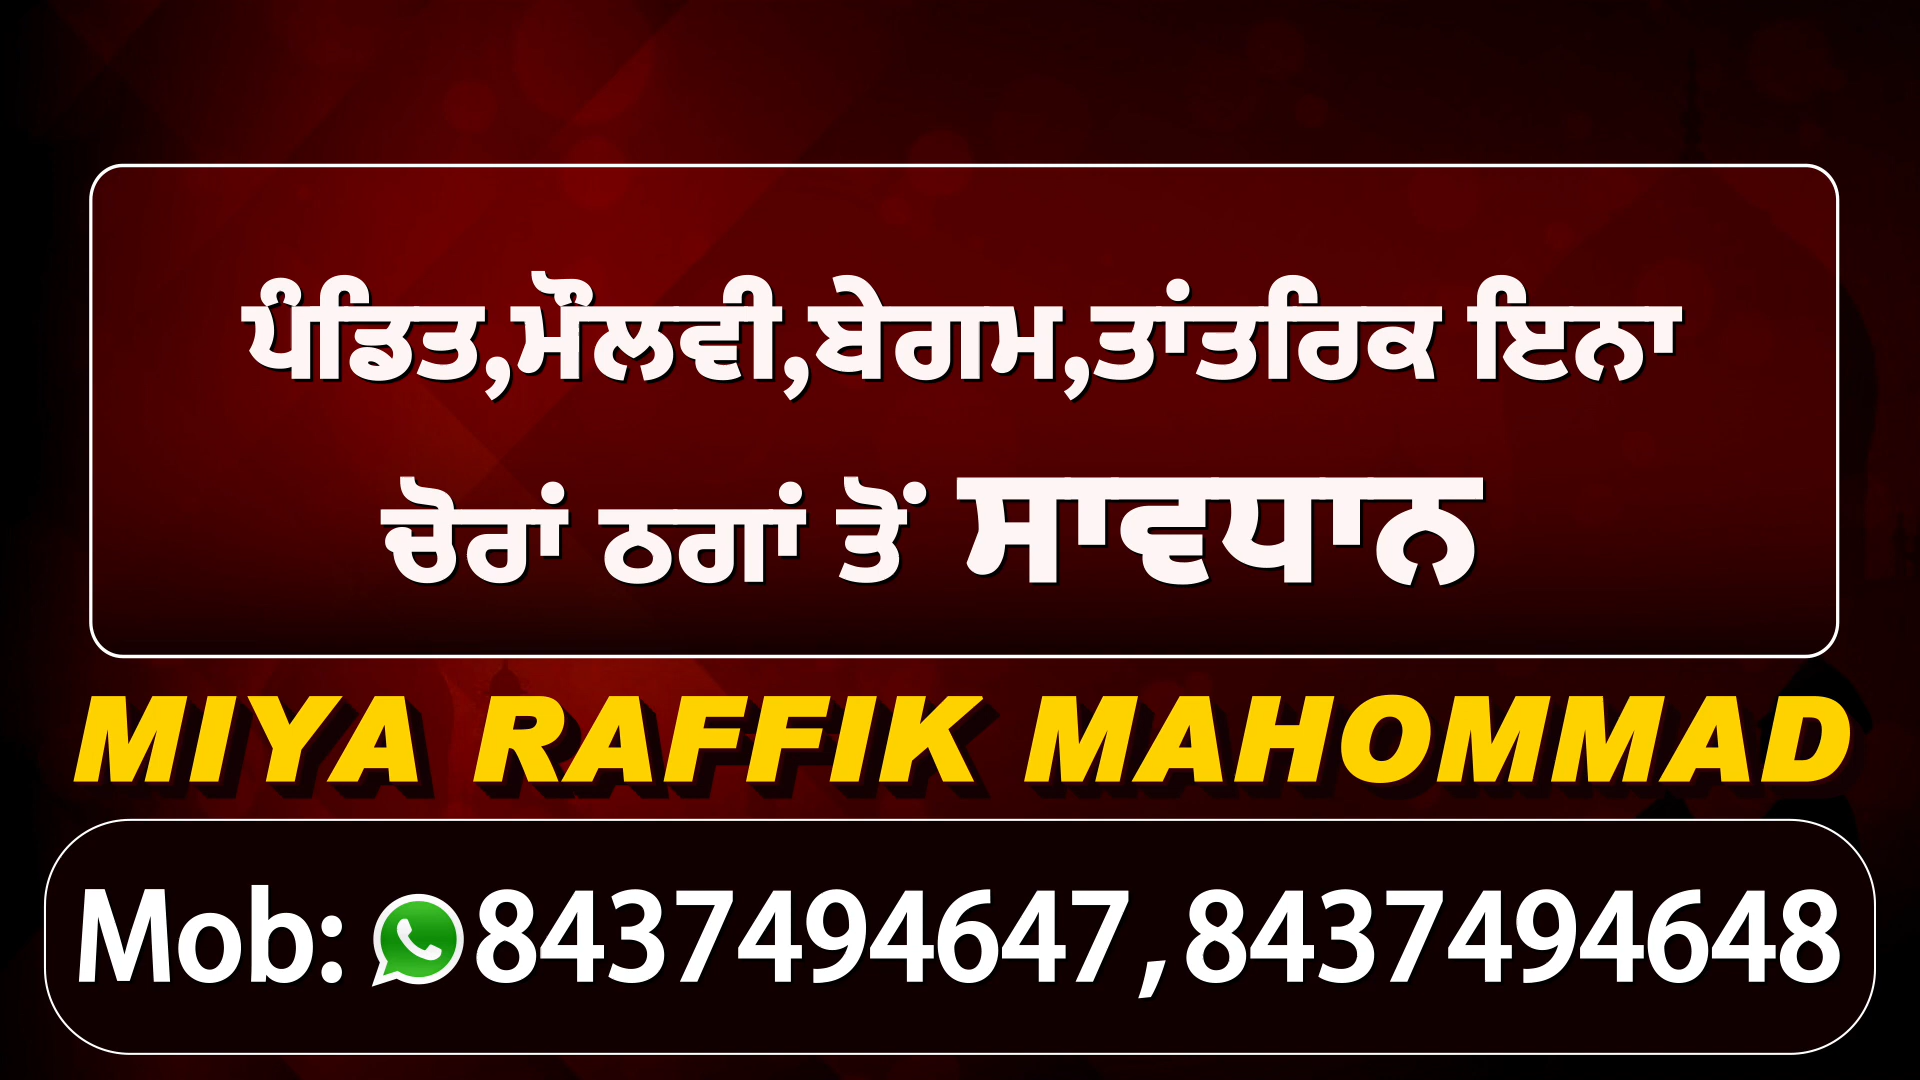 ਪੰਡਿਤ,ਮੌਲਵੀ,ਬੇਗਮ,ਤਾਂਤਰਿਕ ਇਨਾ
ਚੋਰਾਂ ਠਗਾਂ ਤੋਂ ਸਾਵਧਾਨ
MIYA RAFFIK MAHOMMAD
Mob: 8437494647, 8437494648